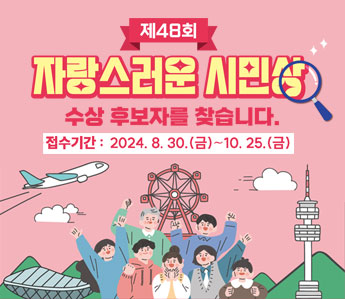 제48회
자랑스러운 시민상
수상 후보자를 찾습니다.
접수기간 : 2024. 8. 30.(금)~10. 25.(금)